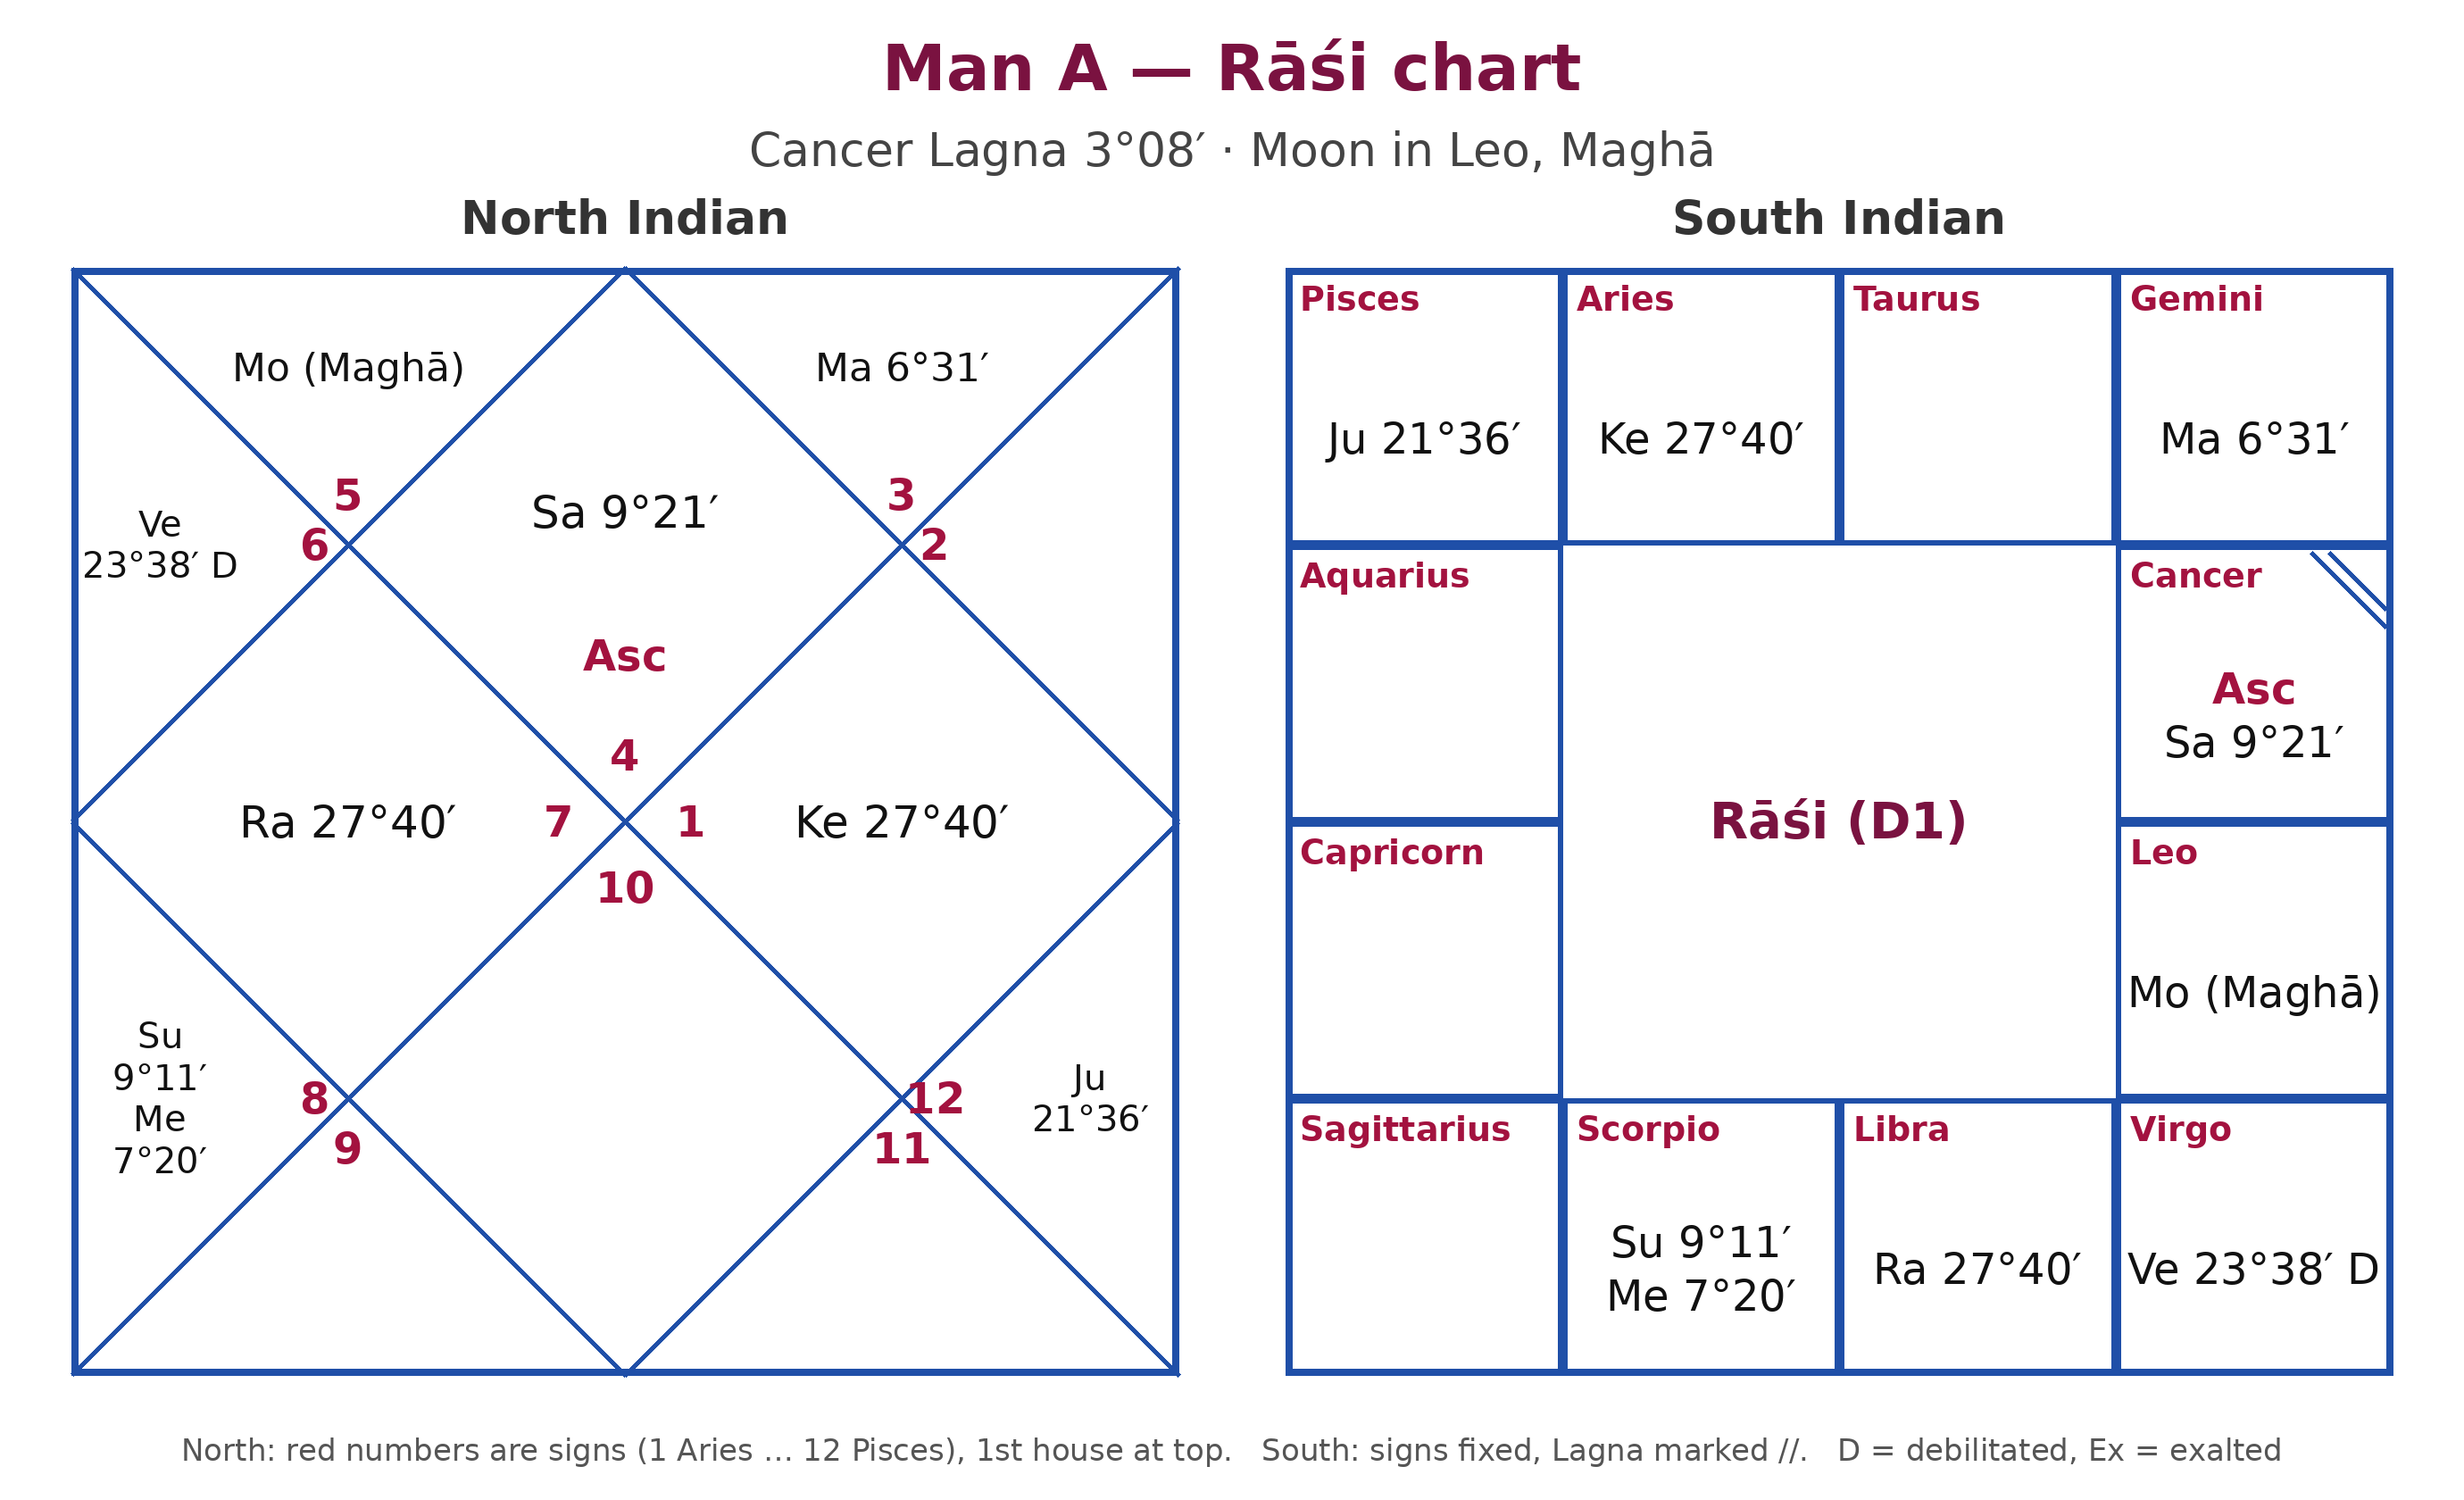 Man A — Rāśi chart
Cancer Lagna 3°08′ · Moon in Leo, Maghā
North Indian
Mo (Maghā)
Ma 6°31′
5
3
Sa 9°21′
Ve
23°38′ D
6
2
Asc
4
Ra 27°40′
7
1
Ke 27°40′
10
Su
9°11′
Me
7°20′
8
12
Ju
21°36′
9
11
South Indian
Pisces
Ju 21°36′
Aries
Ke 27°40′
Taurus
Gemini
Ma 6°31′
Aquarius
Cancer
Asc
Sa 9°21′
Rāśi (D1)
Capricorn
Leo
Mo (Maghā)
Sagittarius
Scorpio
Su 9°11′
Me 7°20′
Libra
Ra 27°40′
Virgo
Ve 23°38′ D
North: red numbers are signs (1 Aries … 12 Pisces), 1st house at top. South: signs fixed, Lagna marked //. D = debilitated, Ex = exalted